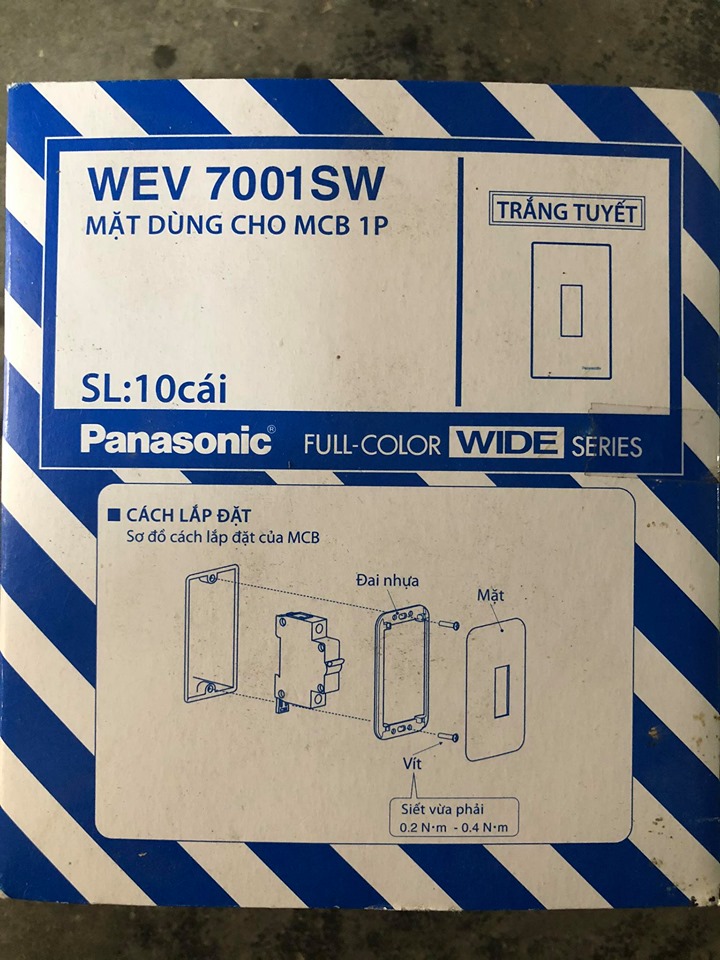 WEV 7001SW
MẶT DÙNG CHO MCB 1P
TRẮNG TUYẾT
Panasonic
SL:10cái
Panasonic® FULL-COLOR WIDE SERIES
■ CÁCH LẮP ĐẶT
Sơ đồ cách lắp đặt của MCB
Đai nhựa
Mặt
Vít
Siết vừa phải
0.2 N·m - 0.4 N·m